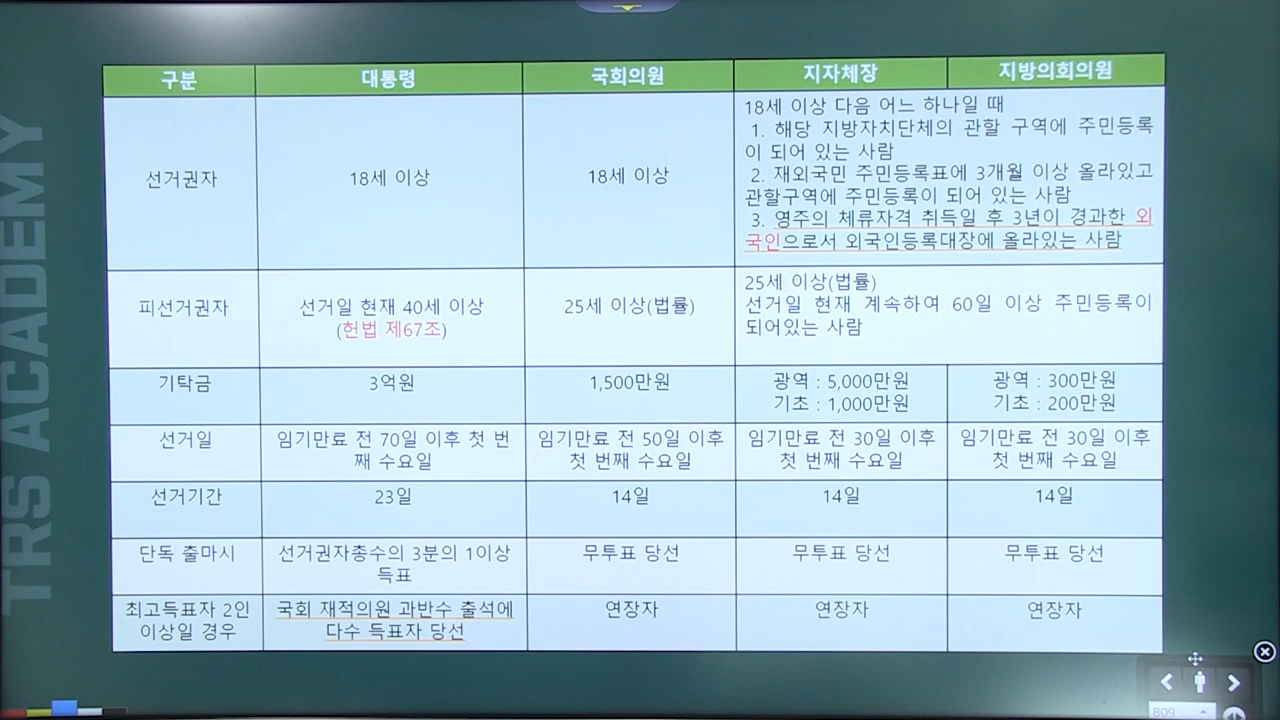 구분 대통령 국회의원 지자체장 지방의회의원
선거권자 18세 이상 18세 이상
18세 이상 다음 어느 하나일 때
1. 해당 지방자치단체의 관할 구역에 주민등록
이 되어 있는 사람
2. 재외국민 주민등록표에 3개월 이상 올라있고
관할구역에 주민등록이 되어 있는 사람
3. 영주의 체류자격 취득일 후 3년이 경과한 외
국인으로서 외국인등록대장에 올라있는 사람
피선거권자
선거일 현재 40세 이상
(헌법 제67조)
25세 이상(법률)
25세 이상(법률)
선거일 현재 계속하여 60일 이상 주민등록이
되어있는 사람
기탁금 3억원 1,500만원
광역 : 5,000만원
기초 : 1,000만원
광역 : 300만원
기초 : 200만원
선거일
임기만료 전 70일 이후 첫 번
째 수요일
임기만료 전 50일 이후
첫 번째 수요일
임기만료 전 30일 이후
첫 번째 수요일
임기만료 전 30일 이후
첫 번째 수요일
선거기간 23일 14일 14일 14일
단독 출마시
선거권자총수의 3분의 1이상
득표
무투표 당선 무투표 당선 무투표 당선
최고득표자 2인
이상일 경우
국회 재적의원 과반수 출석에
다수 득표자 당선
연장자 연장자 연장자
TRS ACADEMY
809